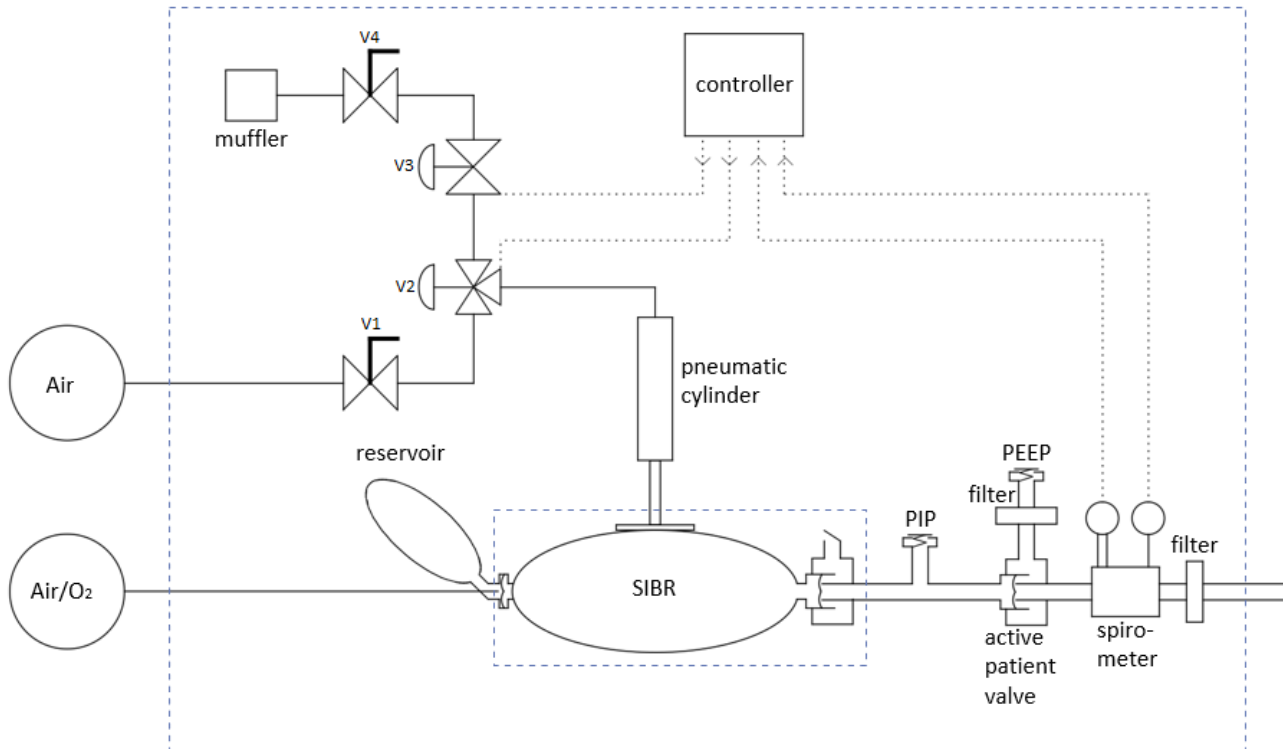 V4
controller
muffler
V3
V2
V1
Air
pneumatic
cylinder
reservoir
PEEP
filter
PIP
filter
Air/O₂
SIBR
active
patient
valve
spiro-
meter